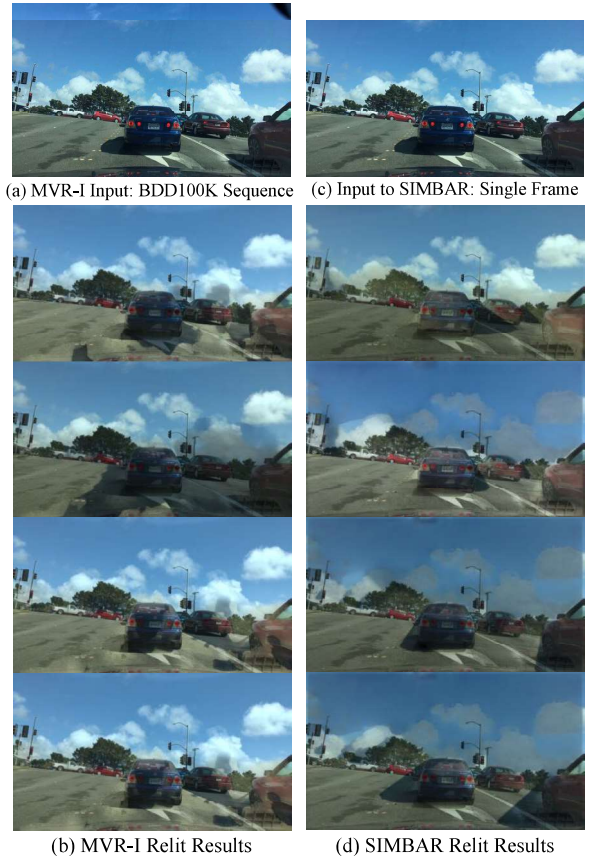 (a) MVR-I Input: BDD100K Sequence
(c) Input to SIMBAR: Single Frame
(b) MVR-I Relit Results
(d) SIMBAR Relit Results